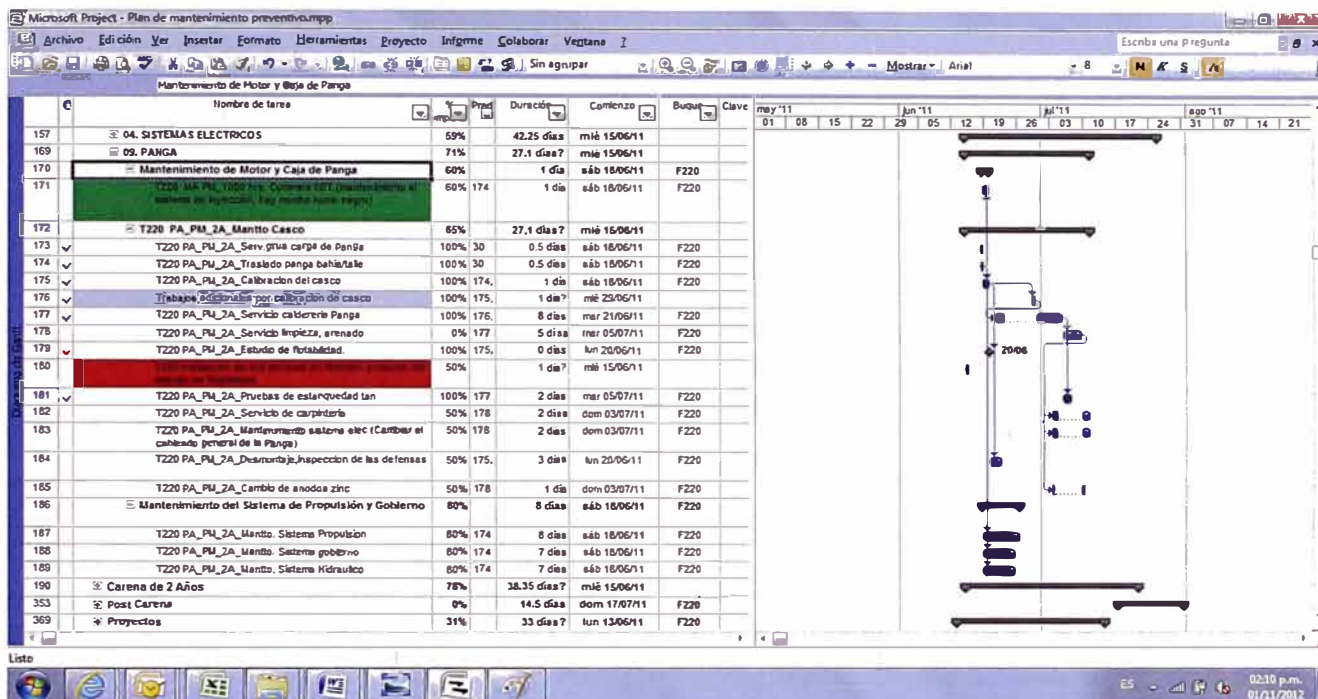 Microsoft Project - Plan de mantenimiento preventivo.mpp
Archivo Edición Ver Insertar Formato Herramientas Proyecto Informe Colaborar Ventana ? Escriba una pregunta
Sin agrupar Mostrar Arial 8 N K S
Mantenimiento de Motor y Caja de Panga
Nombre de tarea % Pred Duración Comienzo Buque Clave may '11 jun '11 jul '11 ago '11
01 08 15 22 29 05 12 19 26 03 10 17 24 31 07 14 21
157 04. SISTEMAS ELECTRICOS 59% 42.25 días mié 15/06/11
169 09. PANGA 71% 27.1 días? mié 15/06/11
170 Mantenimiento de Motor y Caja de Panga 60% 1 día sáb 18/06/11 F220
171 60% 174 1 día sáb 18/06/11 F220
172 T220 PA_PM_2A_Mantto Casco 65% 27.1 días? mié 15/06/11
173 T220 PA_PM_2A_Serv.grua carga de Panga 100% 30 0.5 días sáb 18/06/11 F220
174 T220 PA_PM_2A_Traslado panga bahia/talle 100% 30 0.5 días sáb 18/06/11 F220
175 T220 PA_PM_2A_Calibracion del casco 100% 174, 1 día sáb 18/06/11 F220
176 Trabajos adicionales por calibracion de casco 100% 175, 1 día? mié 29/06/11
177 T220 PA_PM_2A_Servicio caldereria Panga 100% 176, 8 días mar 21/06/11 F220
178 T220 PA_PM_2A_Servicio limpieza, arenado 0% 177 5 días mar 05/07/11 F220
179 T220 PA_PM_2A_Estudio de flotabilidad. 100% 175, 0 días lun 20/06/11 F220 20/06
180 50% 1 día? mié 15/06/11
181 T220 PA_PM_2A_Pruebas de estanquedad tan 100% 177 2 días mar 05/07/11 F220
182 T220 PA_PM_2A_Servicio de carpinteria 50% 178 2 días dom 03/07/11 F220
183 T220 PA_PM_2A_Mantenimiento sistema elec (Cambiar el
cableado general de la Panga) 50% 178 2 días dom 03/07/11 F220
184 T220 PA_PM_2A_Desmontaje,Inspeccion de las defensas 50% 175, 3 días lun 20/06/11 F220
185 T220 PA_PM_2A_Cambio de anodos zinc 50% 178 1 día dom 03/07/11 F220
186 Mantenimiento del Sistema de Propulsión y Gobierno 80% 8 días sáb 18/06/11 F220
187 T220 PA_PM_2A_Mantto. Sistema Propulsion 80% 174 8 días sáb 18/06/11 F220
188 T220 PA_PM_2A_Mantto. Sistema gobierno 80% 174 7 días sáb 18/06/11 F220
189 T220 PA_PM_2A_Mantto. Sistema Hidraulico 80% 174 7 días sáb 18/06/11 F220
190 Carena de 2 Años 78% 38.35 días? mié 15/06/11
353 Post Carena 0% 14.5 días dom 17/07/11 F220
369 Proyectos 31% 33 días? lun 13/06/11 F220
Listo
ES 02:10 p.m.
01/11/2012